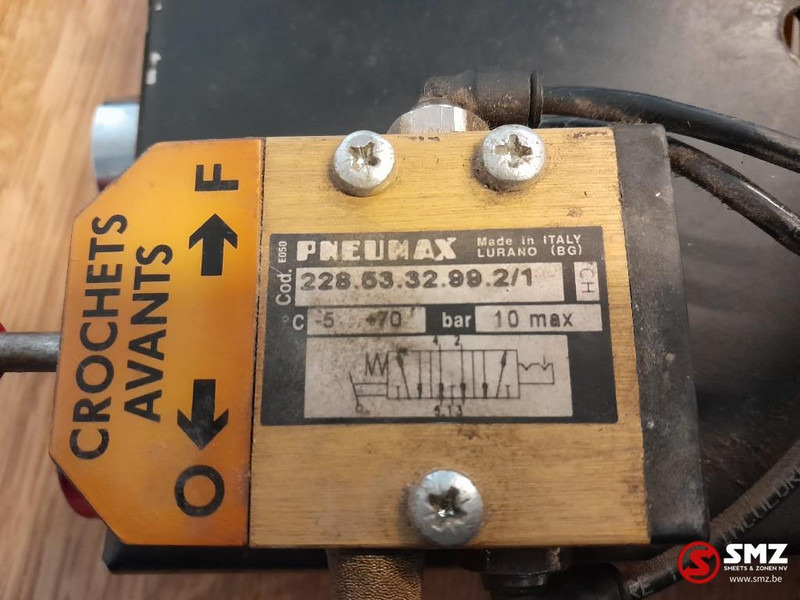 CROCHETS
AVANTS
F
O
E050
PNEUMAX Made in ITALY
LURANO (BG)
Cod. 228.53.32.99.2/1 CH
°C -5 +70 bar 10 max
4 2
5 1 3
SMZ
SHEETS & ZONEN NV
www.smz.be